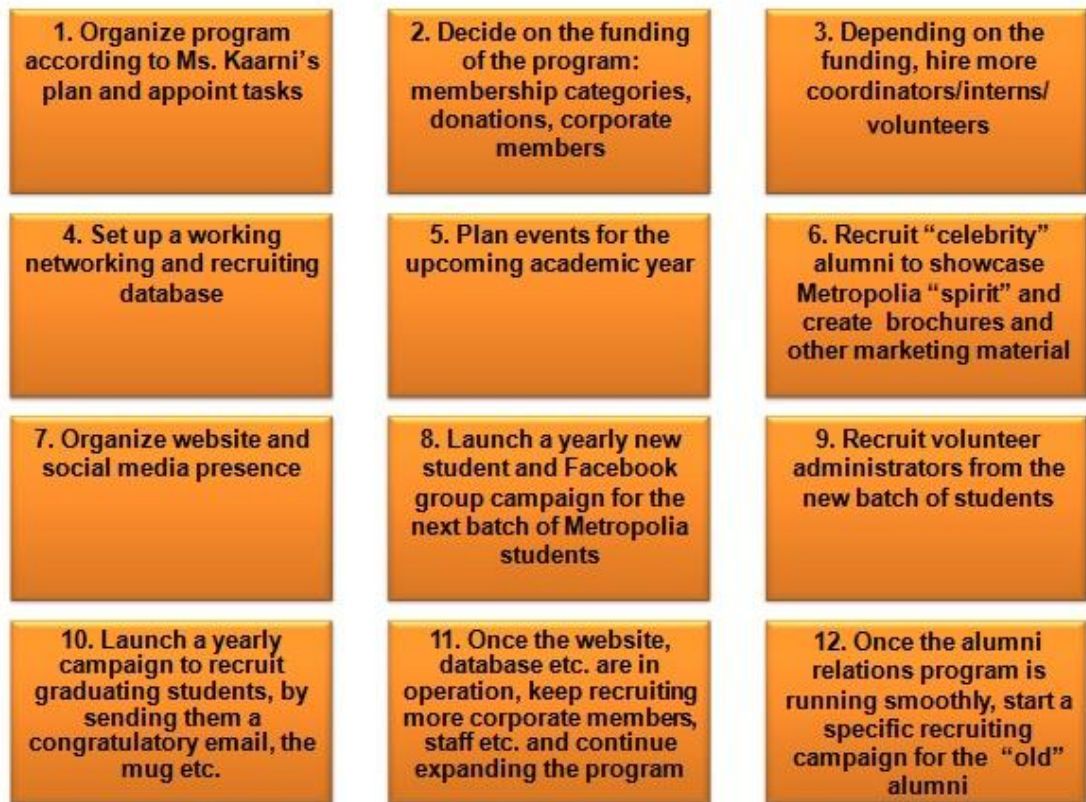 1. Organize program
according to Ms. Kaarni’s
plan and appoint tasks
2. Decide on the funding
of the program:
membership categories,
donations, corporate
members
3. Depending on the
funding, hire more
coordinators/interns/
volunteers
4. Set up a working
networking and recruiting
database
5. Plan events for the
upcoming academic year
6. Recruit “celebrity”
alumni to showcase
Metropolia “spirit” and
create brochures and
other marketing material
7. Organize website and
social media presence
8. Launch a yearly new
student and Facebook
group campaign for the
next batch of Metropolia
students
9. Recruit volunteer
administrators from the
new batch of students
10. Launch a yearly
campaign to recruit
graduating students, by
sending them a
congratulatory email, the
mug etc.
11. Once the website,
database etc. are in
operation, keep recruiting
more corporate members,
staff etc. and continue
expanding the program
12. Once the alumni
relations program is
running smoothly, start a
specific recruiting
campaign for the “old”
alumni